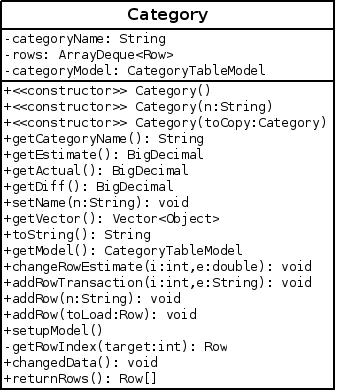 Category
-categoryName: String
-rows: ArrayDeque<Row>
-categoryModel: CategoryTableModel
+<<constructor>> Category()
+<<constructor>> Category(n:String)
+<<constructor>> Category(toCopy:Category)
+getCategoryName(): String
+getEstimate(): BigDecimal
+getActual(): BigDecimal
+getDiff(): BigDecimal
+setName(n:String): void
+getVector(): Vector<Object>
+toString(): String
+getModel(): CategoryTableModel
+changeRowEstimate(i:int,e:double): void
+addRowTransaction(i:int,e:String): void
+addRow(n:String): void
+addRow(toLoad:Row): void
+setupModel()
-getRowIndex(target:int): Row
+changedData(): void
+returnRows(): Row[]